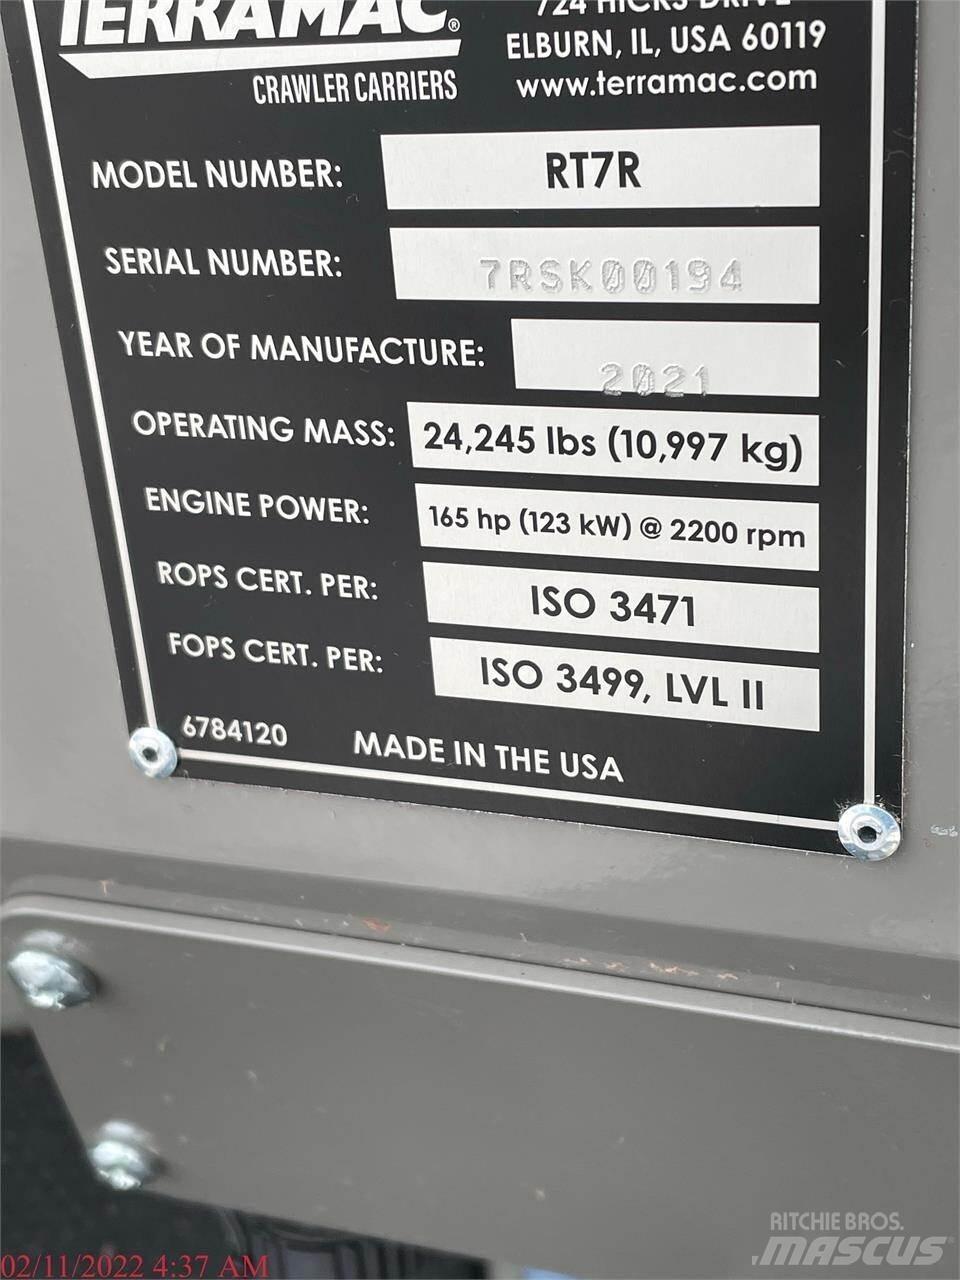 TERRAMAC®
724 HICKS DRIVE
ELBURN, IL, USA 60119
CRAWLER CARRIERS
www.terramac.com
MODEL NUMBER: RT7R
SERIAL NUMBER: 7RSK00194
YEAR OF MANUFACTURE: 2021
OPERATING MASS: 24,245 lbs (10,997 kg)
ENGINE POWER: 165 hp (123 kW) @ 2200 rpm
ROPS CERT. PER: ISO 3471
FOPS CERT. PER: ISO 3499, LVL II
6784120 MADE IN THE USA
RITCHIE BROS.
MASCUS
02/11/2022 4:37 AM